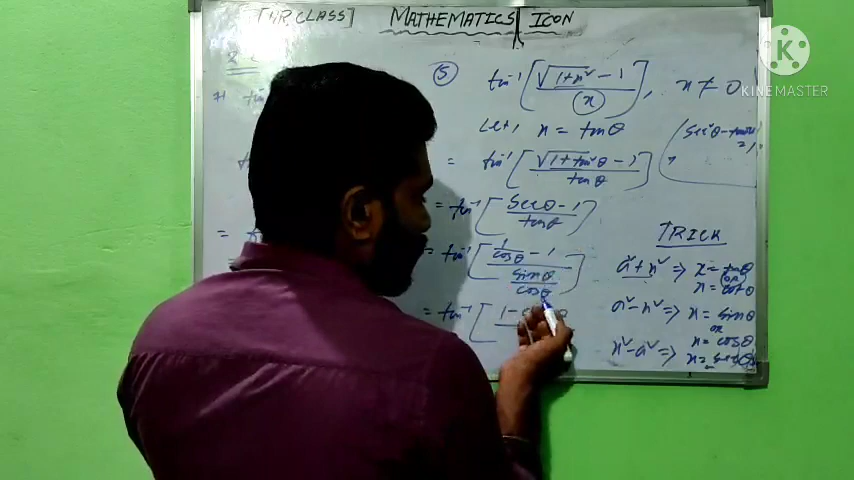 CLASS] MATHEMATICS ICON
KINEMASTER
⑤ tan⁻¹ [ (√(1+x²) - 1) / x ], x ≠ 0
Let, x = tanθ
= tan⁻¹ [ (√(1+tan²θ) - 1) / tanθ ]
= tan⁻¹ [ (Secθ - 1) / tanθ ]
= tan⁻¹ [ (1/cosθ - 1) / (sinθ/cosθ) ]
= tan⁻¹ [ 1 -
TRICK
a² + x² ⇒ x = tanθ
(OR)
x = cotθ
a² - x² ⇒ x = sinθ
or
x = cosθ
x² - a² ⇒ x = secθ